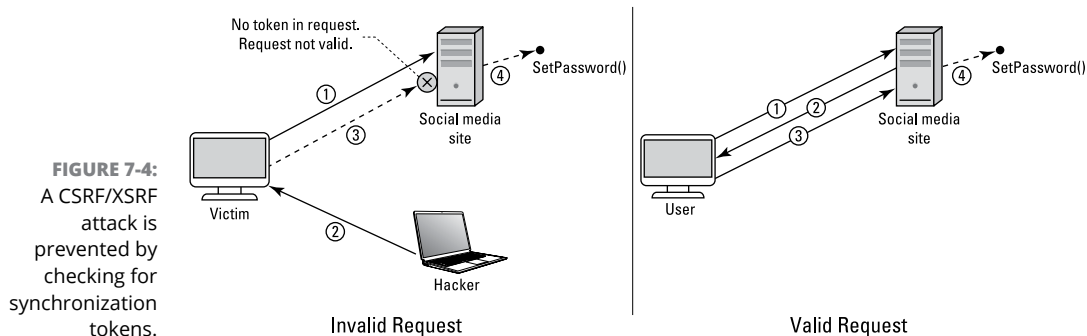 FIGURE 7-4:
A CSRF/XSRF
attack is
prevented by
checking for
synchronization
tokens.
No token in request.
Request not valid.
1
3
4
SetPassword()
Social media
site
Victim
2
Hacker
Invalid Request
1
2
3
4
SetPassword()
Social media
site
User
Valid Request